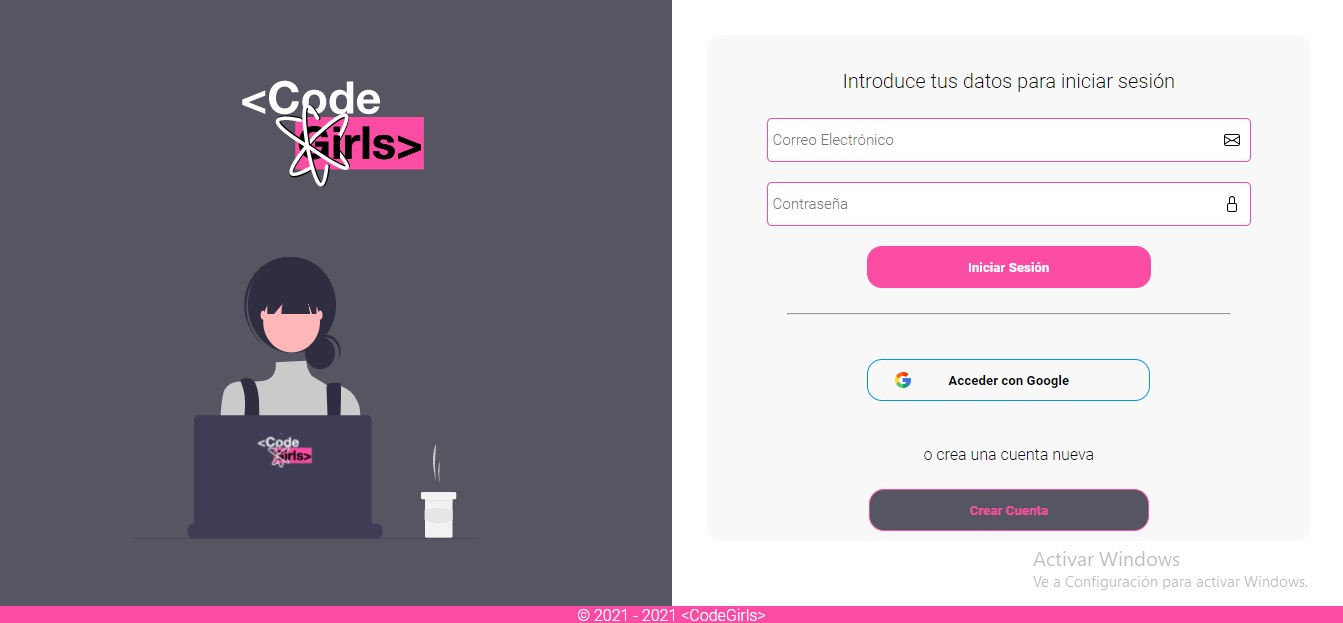 <Code
Girls>
<Code
Girls>
Introduce tus datos para iniciar sesión
Correo Electrónico
Contraseña
Iniciar Sesión
Acceder con Google
o crea una cuenta nueva
Crear Cuenta
Activar Windows
Ve a Configuración para activar Windows.
© 2021 - 2021 <CodeGirls>